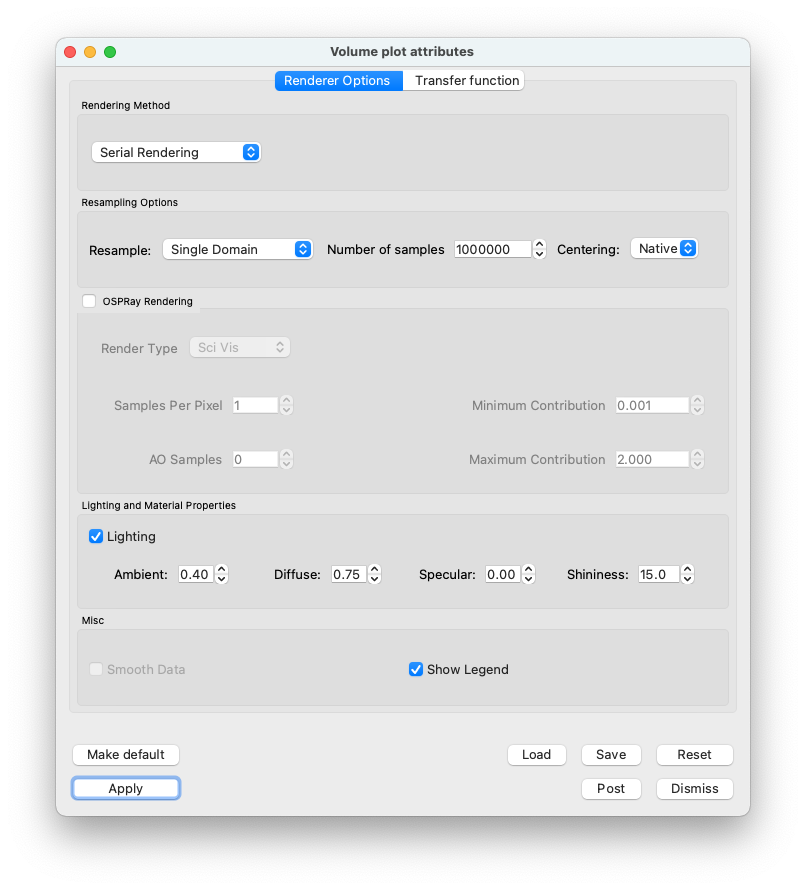 Volume plot attributes
Renderer Options Transfer function
Rendering Method
Serial Rendering
Resampling Options
Resample: Single Domain Number of samples 1000000 Centering: Native
OSPRay Rendering
Render Type Sci Vis
Samples Per Pixel 1 Minimum Contribution 0.001
AO Samples 0 Maximum Contribution 2.000
Lighting and Material Properties
Lighting
Ambient: 0.40 Diffuse: 0.75 Specular: 0.00 Shininess: 15.0
Misc
Smooth Data Show Legend
Make default Load Save Reset
Apply Post Dismiss